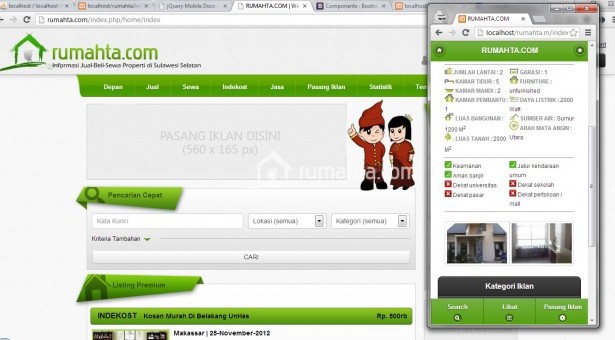 localhost / localhost / ru
localhost/rumahta/in
jQuery Mobile Docs -
RUMAHTA.COM | W
Components · Bootst
rumahta.com/index.php/home/index
rumahta.com
Informasi Jual-Beli-Sewa Properti di Sulawesi Selatan
Depan Jual Sewa Indekost Jasa Pasang Iklan Statistik
PASANG IKLAN DISINI
(560 x 165 px)
rumahta.com
Pencarian Cepat
Kata Kunci
Lokasi (semua)
Kategori (semua)
Kriteria Tambahan
CARI
Listing Premium
INDEKOST Kosan Murah Di Belakang UnHas Rp. 500rb
Makassar | 25-November-2012
RUMAHTA.COM
localhost/rumahta.m/index
RUMAHTA.COM
JUMLAH LANTAI : 2
KAMAR TIDUR : 5
KAMAR MANDI : 2
KAMAR PEMBANTU :
1
LUAS BANGUNAN :
1200 M2
LUAS TANAH : 2000
M2
GARASI : 1
FURNITURE :
unfurnished
DAYA LISTRIK : 2000
Watt
SUMBER AIR : Sumur
ARAH MATA ANGIN :
Utara
Keamanan
Aman banjir
Dekat universitas
Dekat pasar
Jalur kendaraan
umum
Dekat sekolah
Dekat pertokoan /
mall
Kategori Iklan
Search Lihat Pasang Iklan